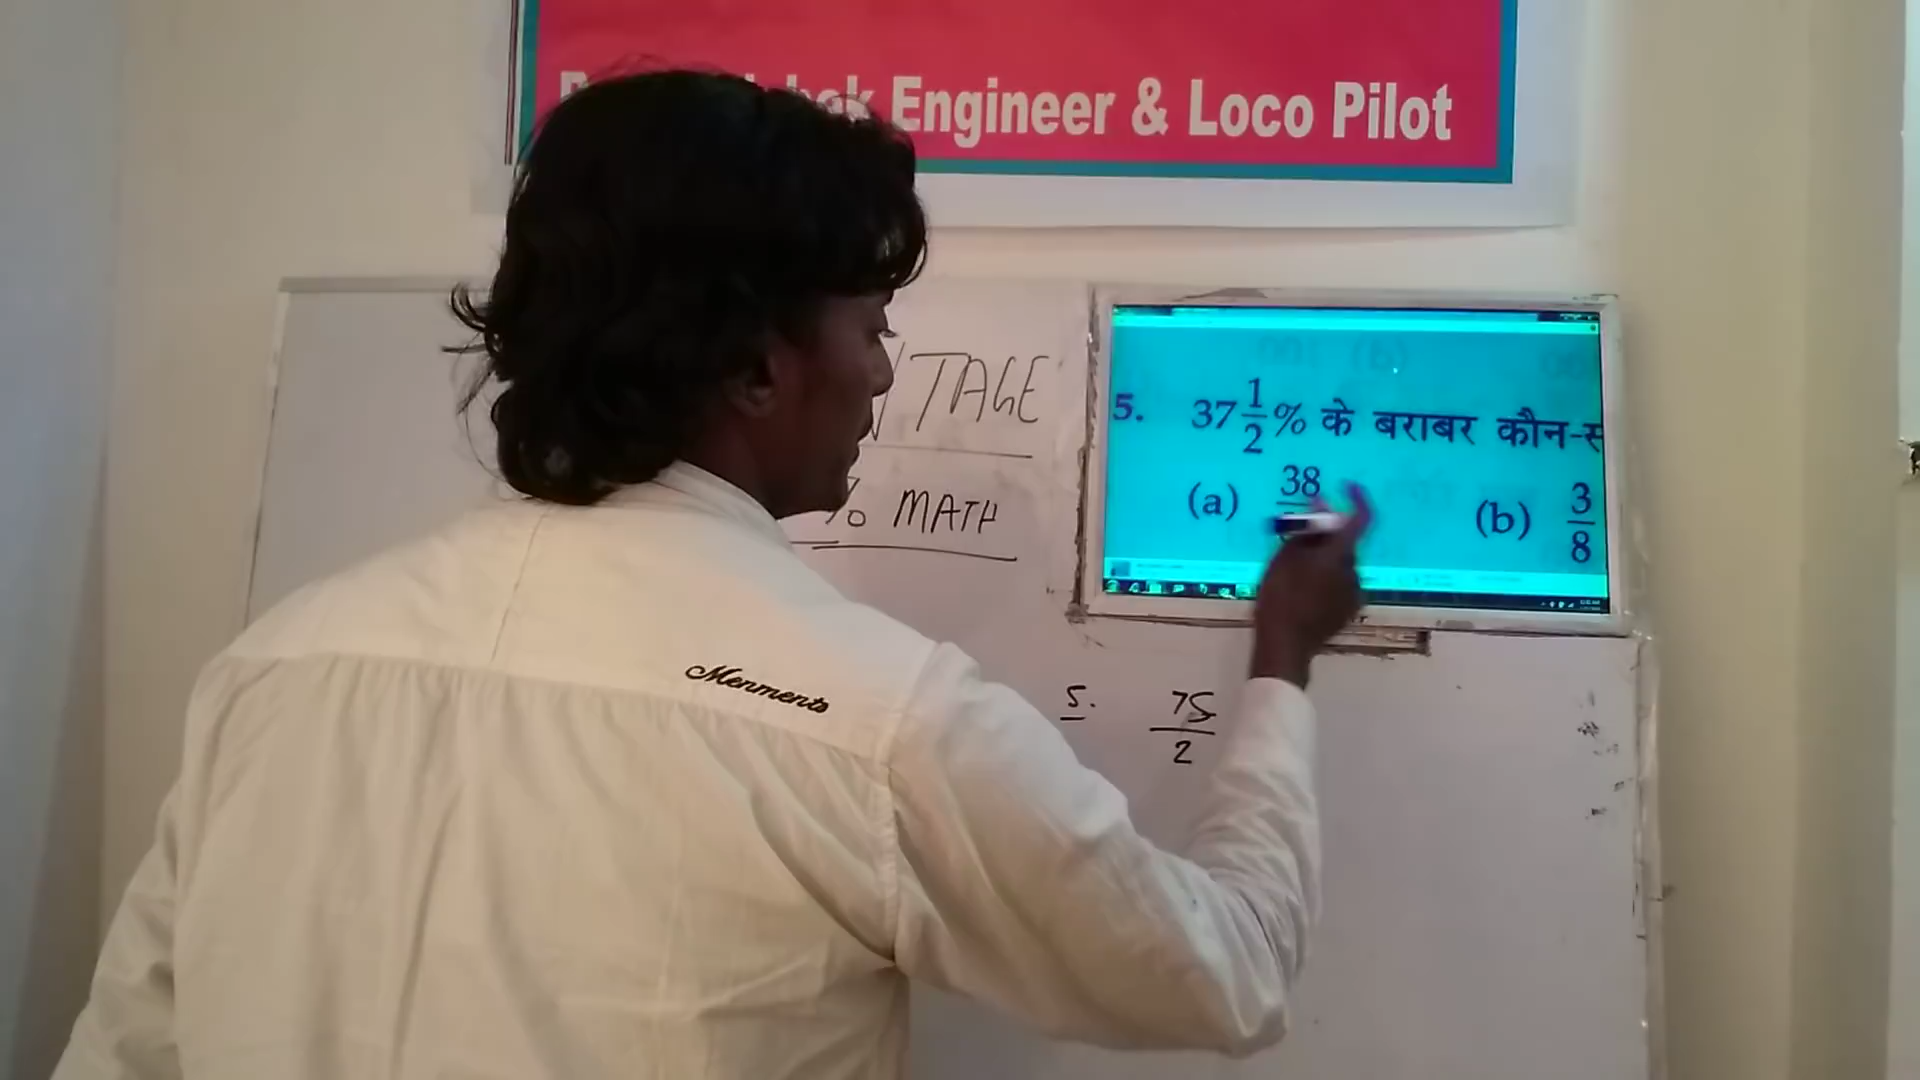 Engineer & Loco Pilot
TAGE
% MATH
5. 37 1/2 % के बराबर कौन-स
(a) 38
(b) 3/8
Menments
5. 75/2